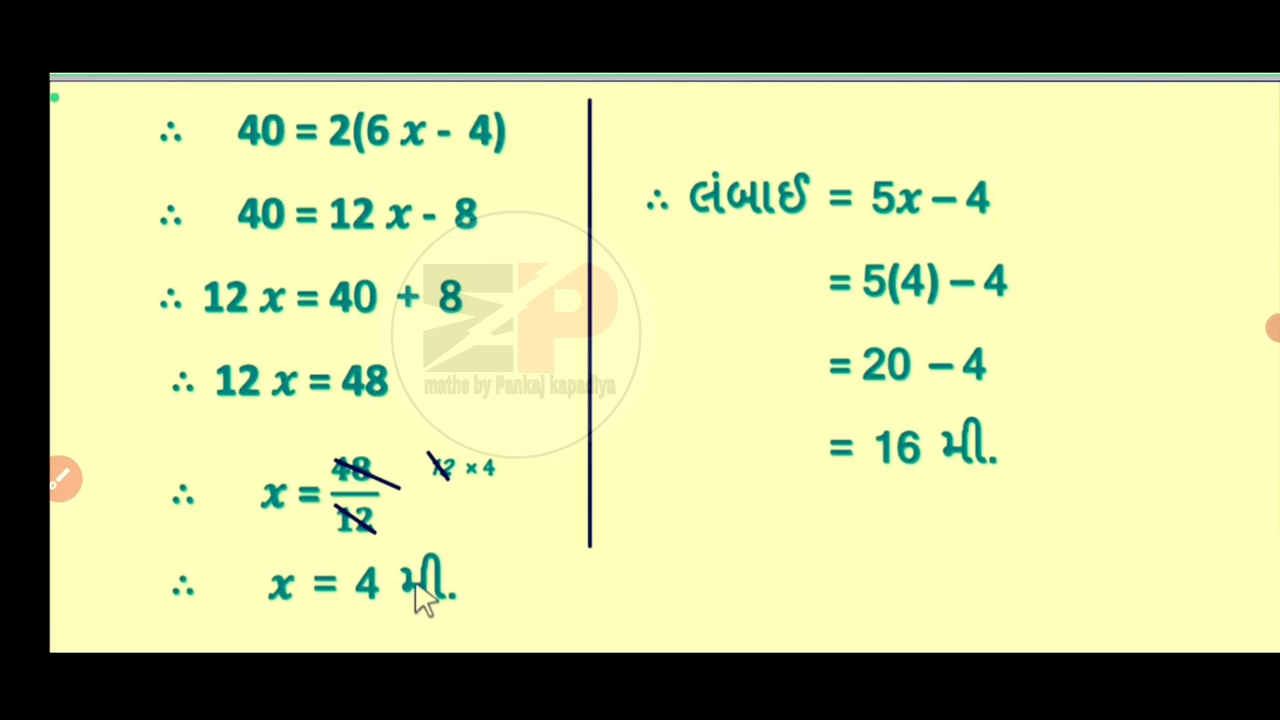 ∴ 40 = 2(6 x - 4)
∴ 40 = 12 x - 8
∴ 12 x = 40 + 8
∴ 12 x = 48
∴ x = 48/12 12 × 4
∴ x = 4 મી.
∴ લંબાઈ = 5x – 4
= 5(4) – 4
= 20 – 4
= 16 મી.
maths by Pankaj kapadiya